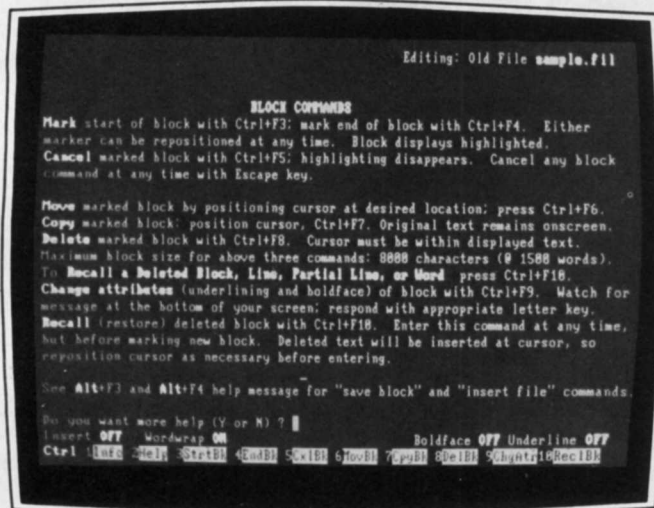 Editing: Old File sample.fil
BLOCK COMMANDS
Mark start of block with Ctrl+F3; mark end of block with Ctrl+F4. Either
marker can be repositioned at any time. Block displays highlighted.
Cancel marked block with Ctrl+F5; highlighting disappears. Cancel any block
command at any time with Escape key.
Move marked block by positioning cursor at desired location; press Ctrl+F6.
Copy marked block: position cursor, Ctrl+F7. Original text remains onscreen.
Delete marked block with Ctrl+F8. Cursor must be within displayed text.
Maximum block size for above three commands: 8000 characters (@ 1500 words).
To Recall a Deleted Block, Line, Partial Line, or Word press Ctrl+F10.
Change attributes (underlining and boldface) of block with Ctrl+F9. Watch for
message at the bottom of your screen; respond with appropriate letter key.
Recall (restore) deleted block with Ctrl+F10. Enter this command at any time,
but before marking new block. Deleted text will be inserted at cursor, so
reposition cursor as necessary before entering.
See Alt+F3 and Alt+F4 help message for "save block" and "insert file" commands.
Do you want more help (Y or N) ?
Insert OFF Wordwrap ON Boldface OFF Underline OFF
Ctrl 1Info 2Help 3StrtBk 4EndBk 5CxlBk 6MovBk 7CpyBk 8DelBk 9ChgAtr10ReclBk